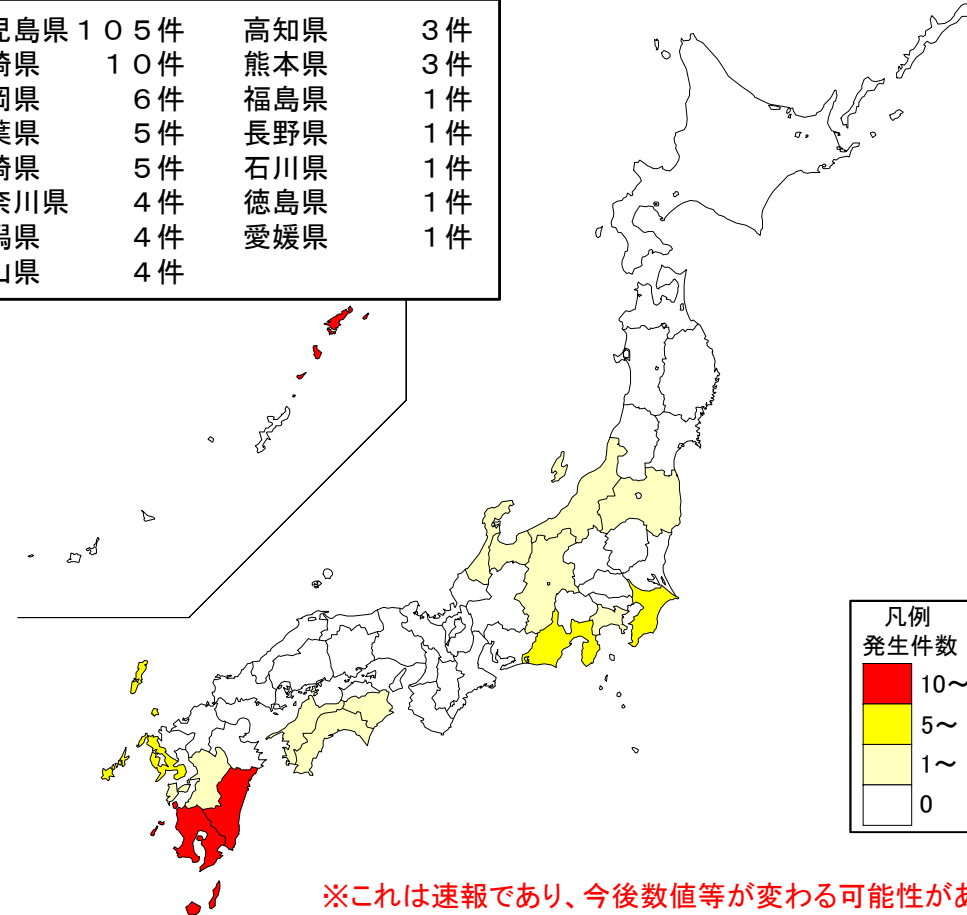 児島県 105件 高知県 3件
崎県 10件 熊本県 3件
岡県 6件 福島県 1件
葉県 5件 長野県 1件
崎県 5件 石川県 1件
奈川県 4件 徳島県 1件
潟県 4件 愛媛県 1件
山県 4件
凡例
発生件数
10～
5～
1～
0
※これは速報であり、今後数値等が変わる可能性があ